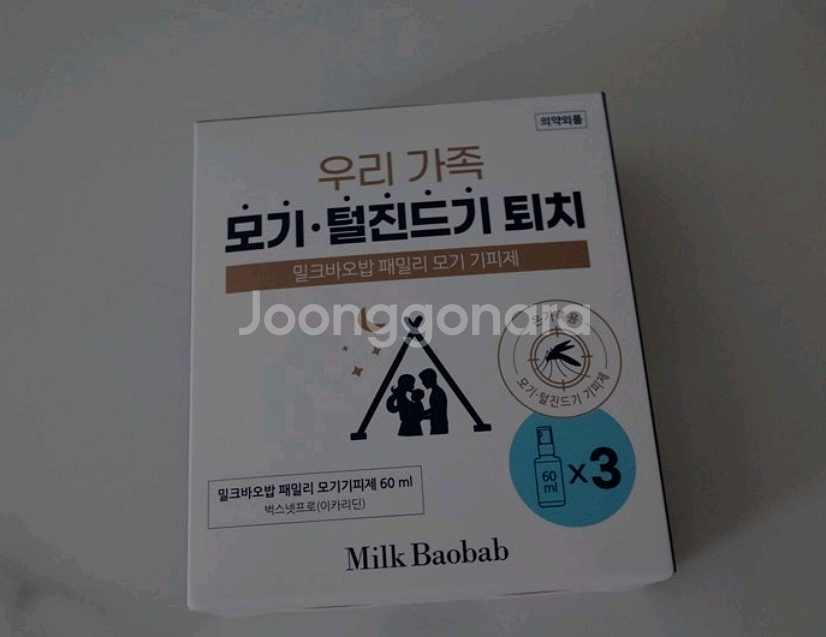 의약외품
우리 가족
모기·털진드기 퇴치
밀크바오밥 패밀리 모기 기피제
Joonggonara
용
모기·털진드기 기피제
60
ml
x3
밀크바오밥 패밀리 모기기피제 60 ml
벅스넷프로(이카리딘)
Milk Baobab